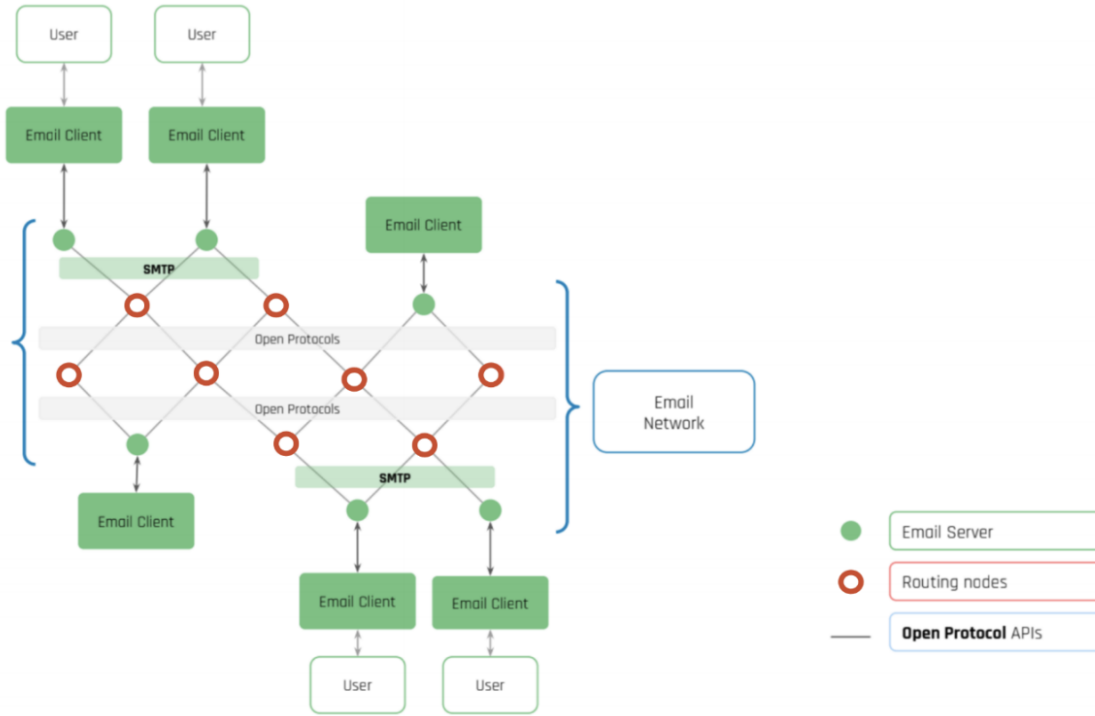 User
User
Email Client
Email Client
Email Client
SMTP
Open Protocols
Open Protocols
Email
Network
SMTP
Email Client
Email Client
Email Client
User
User
Email Server
Routing nodes
Open Protocol APIs